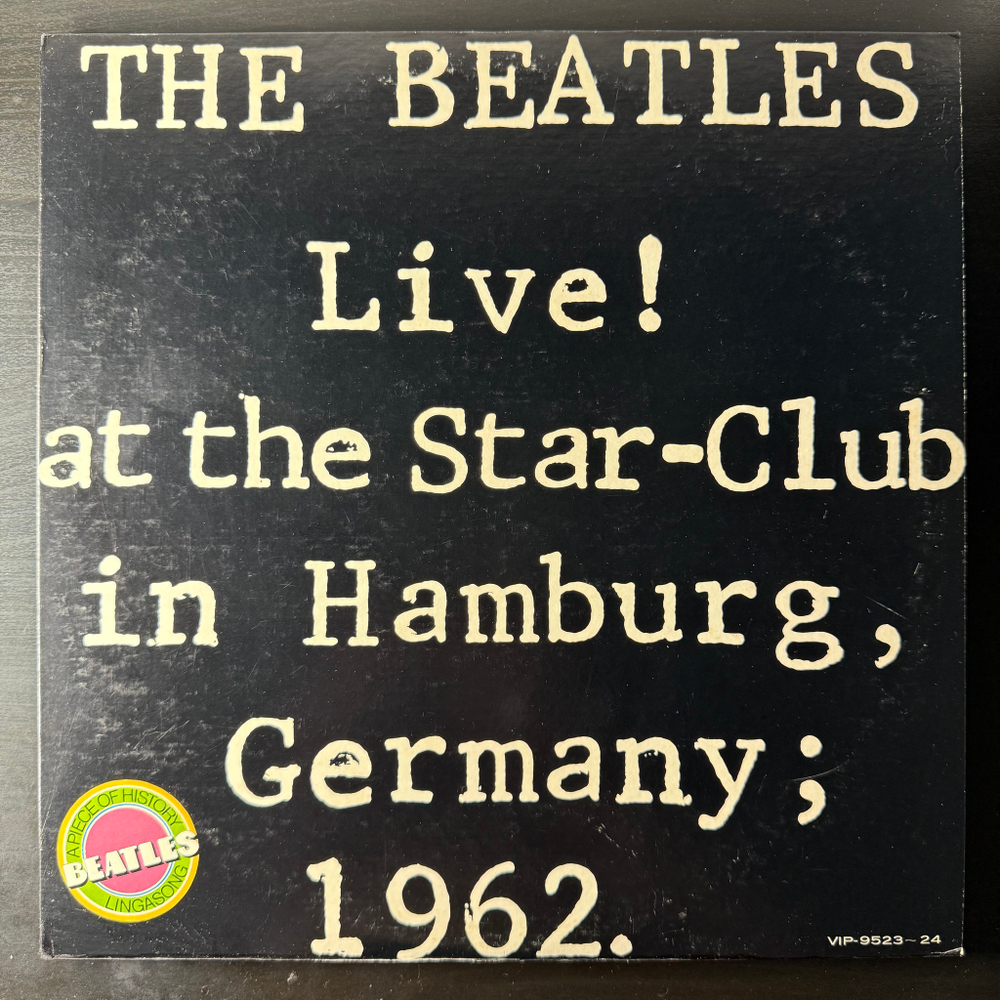 THE BEATLES
Live!
at the Star-Club
in Hamburg,
Germany;
1962.
A PIECE OF HISTORY
BEATLES
LINGASONG
VIP-9523~24